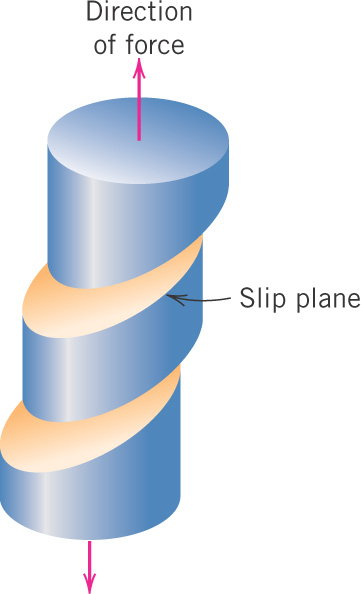 Direction
of force
Slip plane